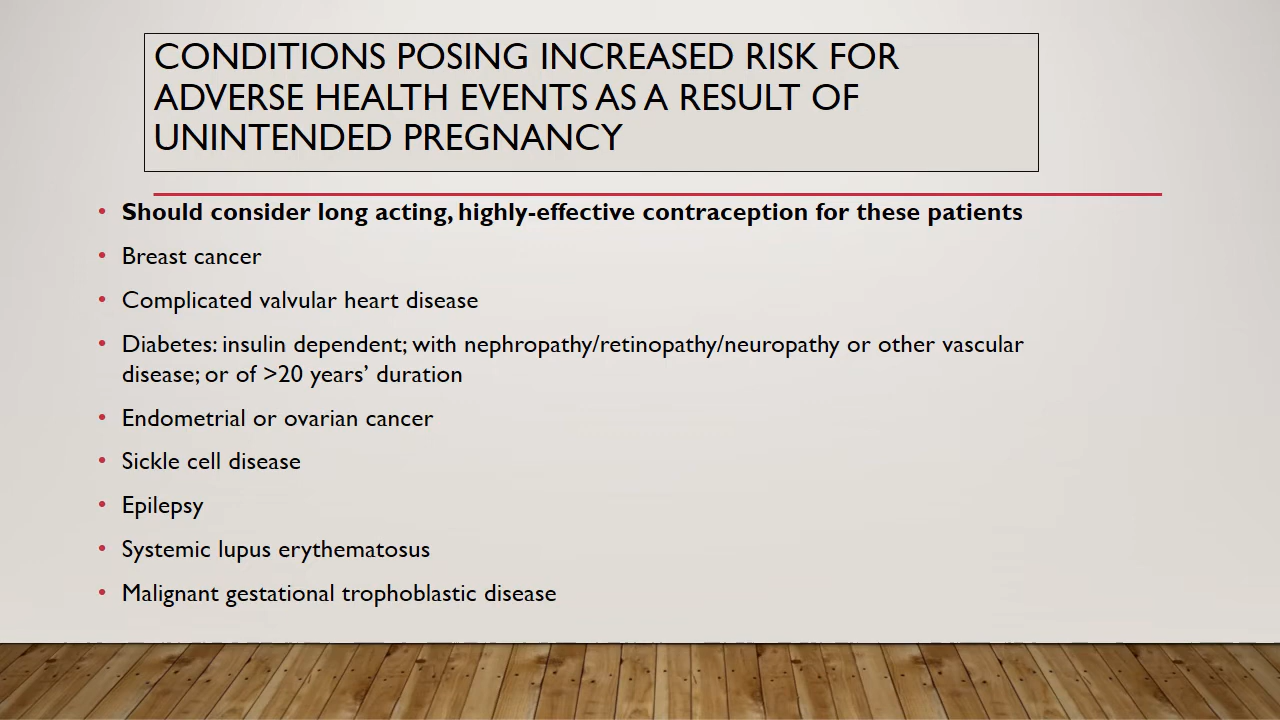 CONDITIONS POSING INCREASED RISK FOR
ADVERSE HEALTH EVENTS AS A RESULT OF
UNINTENDED PREGNANCY
• Should consider long acting, highly-effective contraception for these patients
• Breast cancer
• Complicated valvular heart disease
• Diabetes: insulin dependent; with nephropathy/retinopathy/neuropathy or other vascular
disease; or of >20 years’ duration
• Endometrial or ovarian cancer
• Sickle cell disease
• Epilepsy
• Systemic lupus erythematosus
• Malignant gestational trophoblastic disease